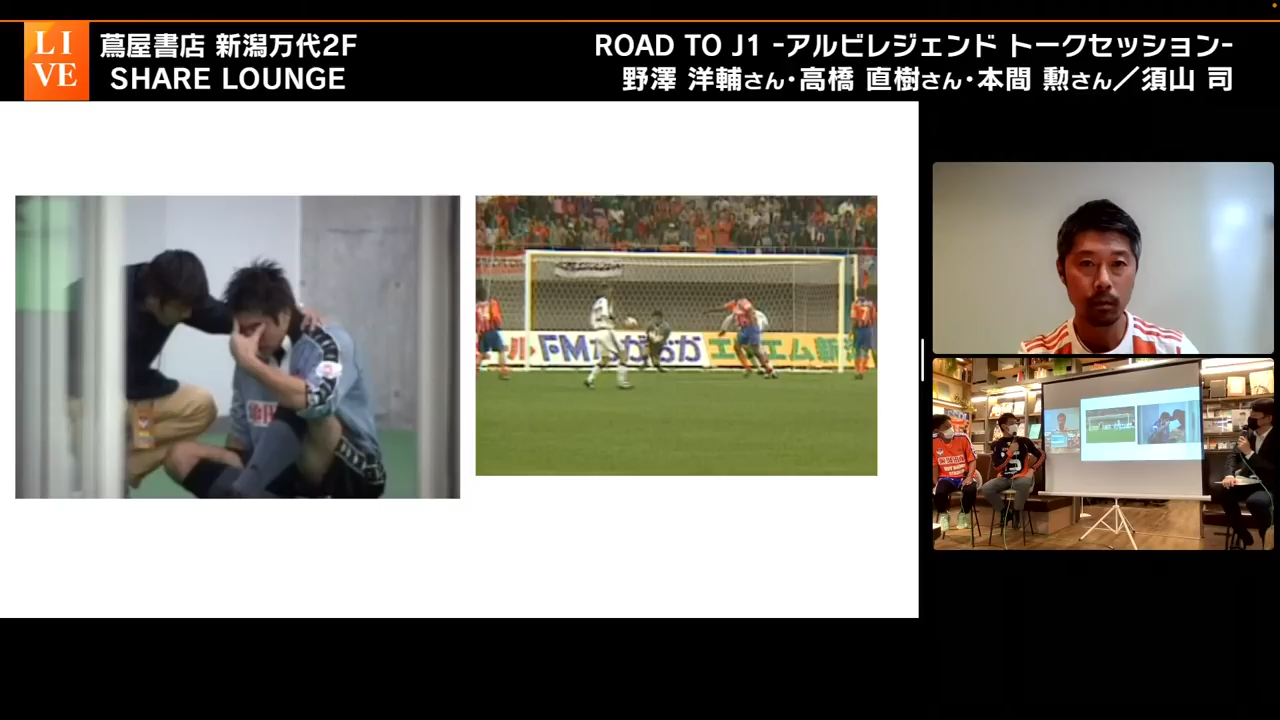 LI
VE
蔦屋書店 新潟万代2F
SHARE LOUNGE
ROAD TO J1 -アルビレジェンド トークセッション-
野澤 洋輔さん・高橋 直樹さん・本間 勲さん／須山 司
FMながおか
エフエム新